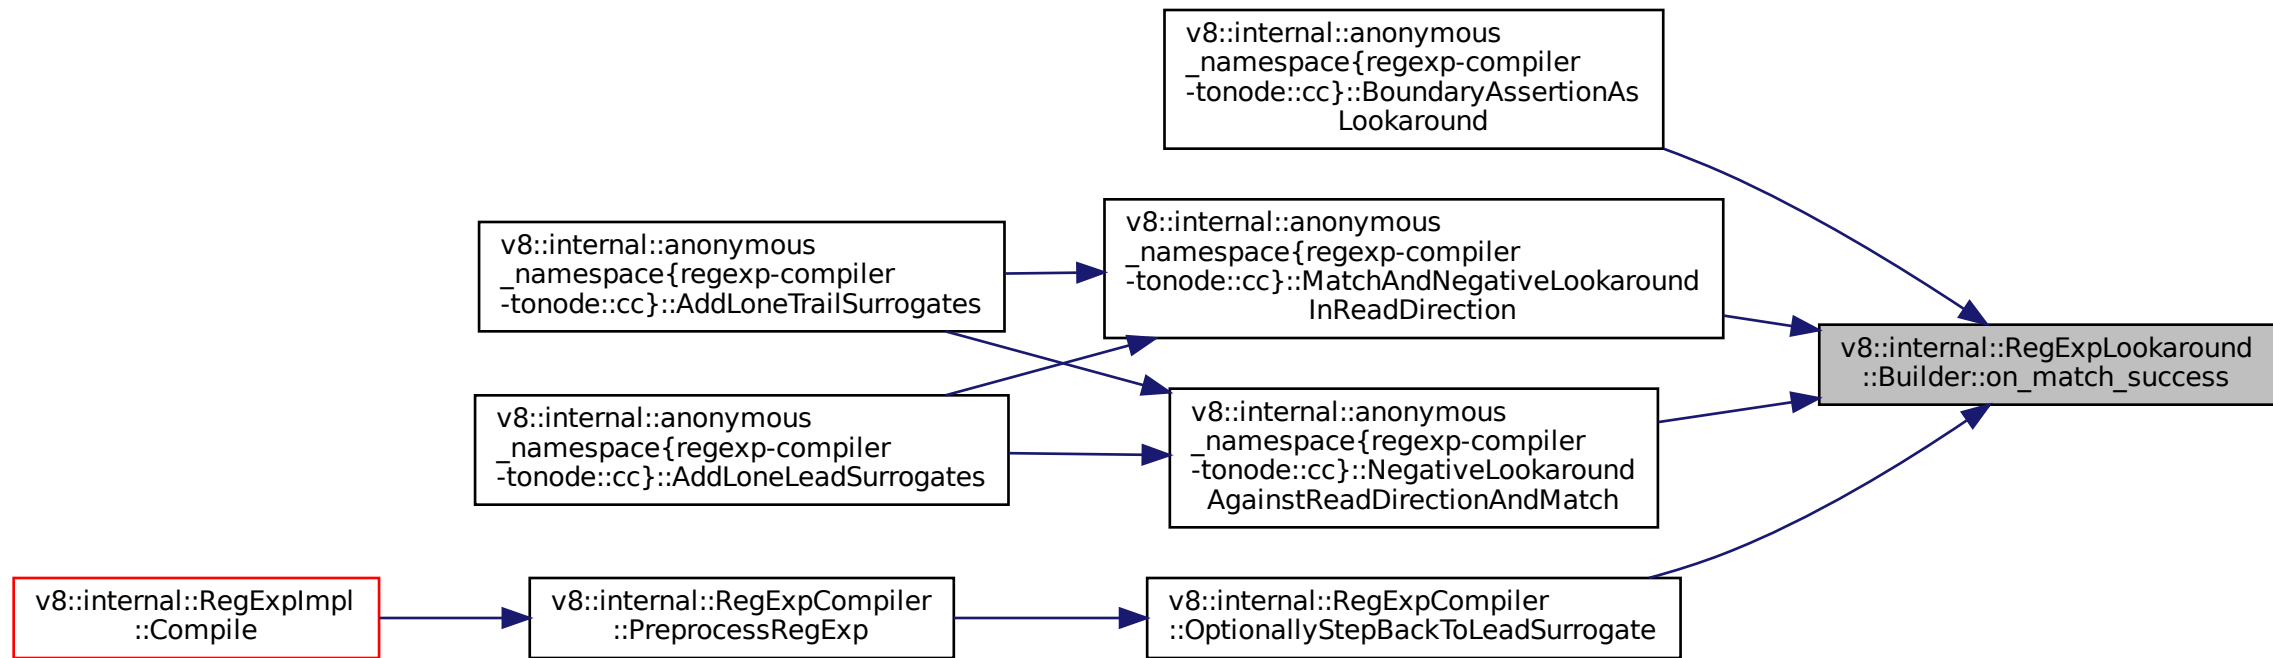 v8::internal::anonymous
_namespace{regexp-compiler
-tonode::cc}::BoundaryAssertionAs
Lookaround
v8::internal::anonymous
_namespace{regexp-compiler
-tonode::cc}::MatchAndNegativeLookaround
InReadDirection
v8::internal::anonymous
_namespace{regexp-compiler
-tonode::cc}::AddLoneTrailSurrogates
v8::internal::RegExpLookaround
::Builder::on_match_success
v8::internal::anonymous
_namespace{regexp-compiler
-tonode::cc}::AddLoneLeadSurrogates
v8::internal::anonymous
_namespace{regexp-compiler
-tonode::cc}::NegativeLookaround
AgainstReadDirectionAndMatch
v8::internal::RegExpImpl
::Compile
v8::internal::RegExpCompiler
::PreprocessRegExp
v8::internal::RegExpCompiler
::OptionallyStepBackToLeadSurrogate